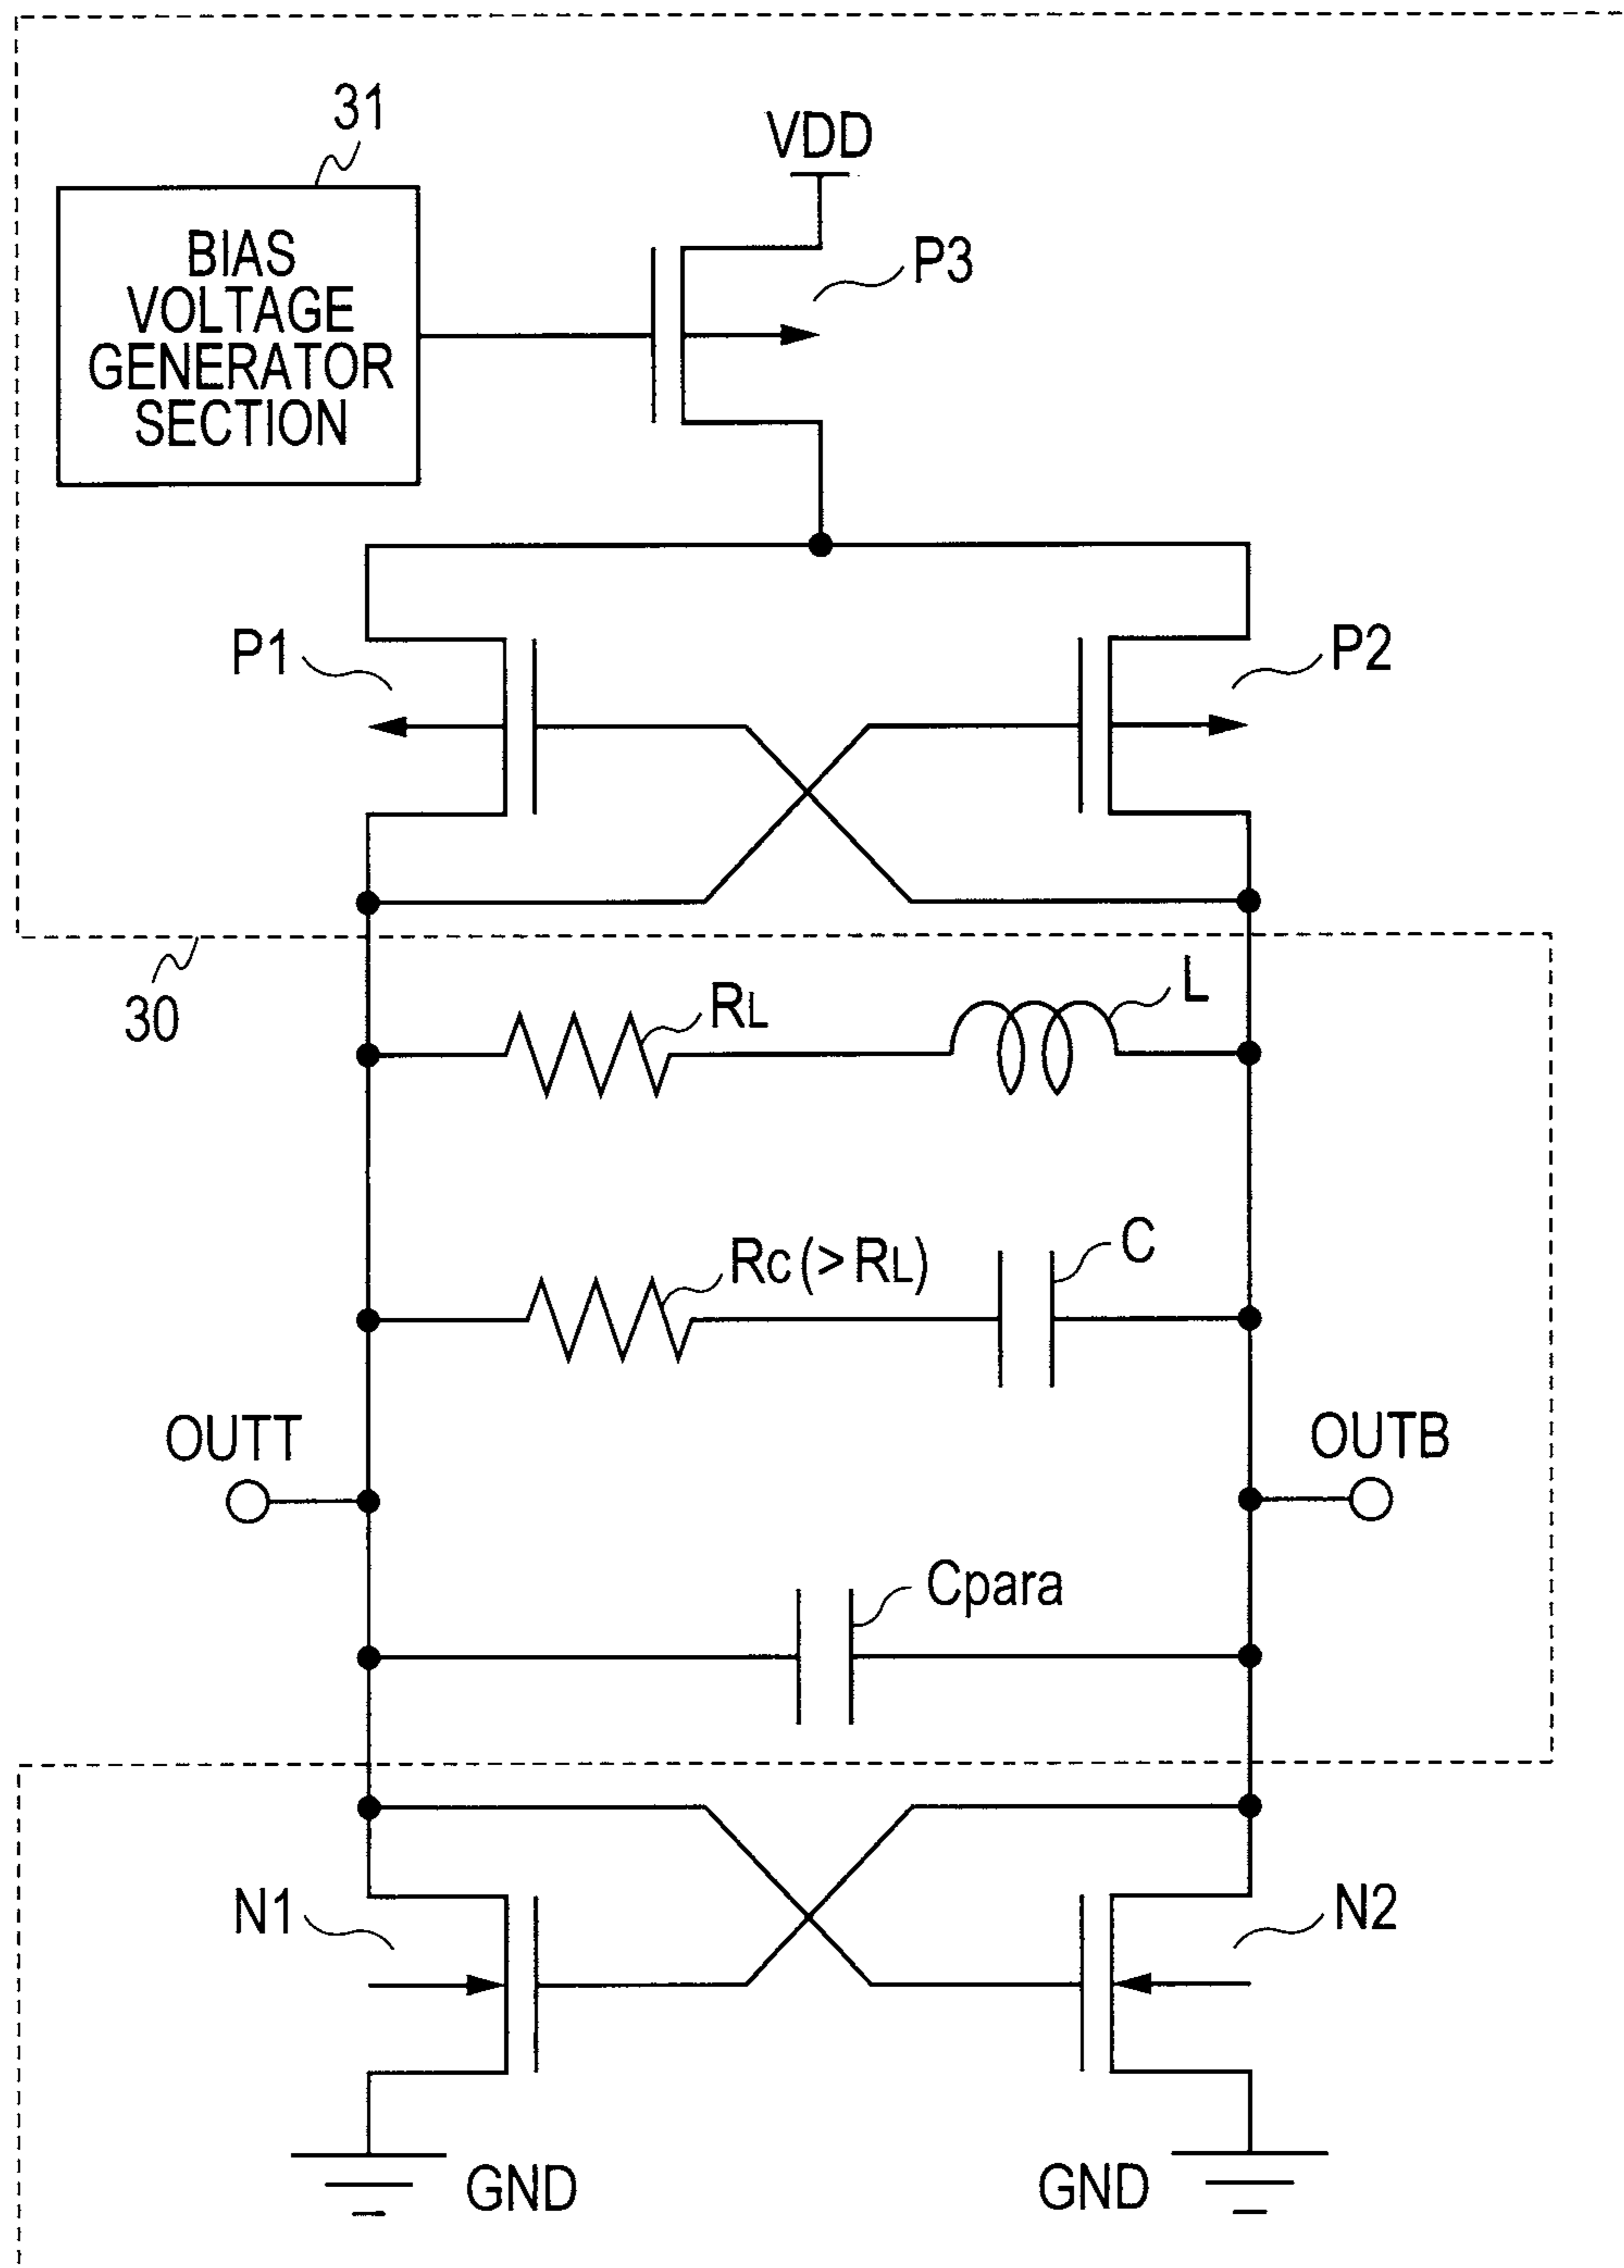 31
VDD
BIAS
VOLTAGE
GENERATOR
SECTION
P3
P1
P2
30
RL
L
RC (> RL)
C
OUTT
OUTB
Cpara
N1
N2
GND
GND